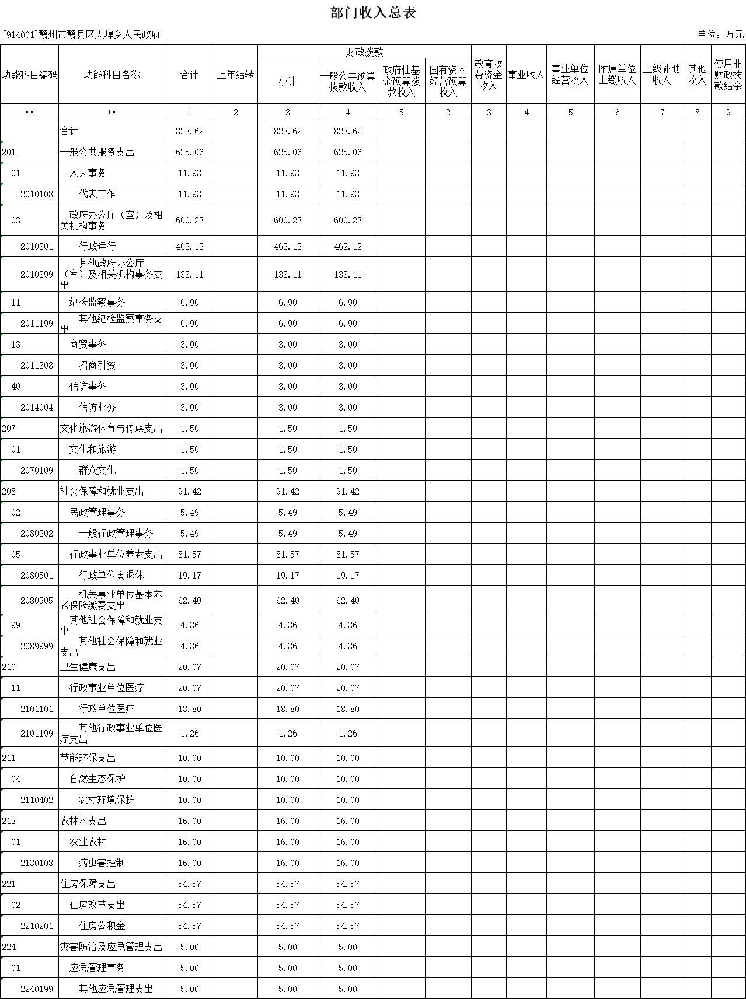 部门收入总表
[914001]赣州市赣县区大埠乡人民政府 单位：万元
功能科目编码 功能科目名称 合计 上年结转 财政拨款 教育收费资金收入 事业收入 事业单位经营收入 附属单位上缴收入 上级补助收入 其他收入 使用非财政拨款结余
小计 一般公共预算拨款收入 政府性基金预算拨款收入 国有资本经营预算收入
** ** 1 2 3 4 5 2 3 4 5 6 7 8 9
合计 823.62 823.62 823.62
201 一般公共服务支出 625.06 625.06 625.06
01 人大事务 11.93 11.93 11.93
2010108 代表工作 11.93 11.93 11.93
03 政府办公厅（室）及相关机构事务 600.23 600.23 600.23
2010301 行政运行 462.12 462.12 462.12
2010399 其他政府办公厅（室）及相关机构事务支出 138.11 138.11 138.11
11 纪检监察事务 6.90 6.90 6.90
2011199 其他纪检监察事务支出 6.90 6.90 6.90
13 商贸事务 3.00 3.00 3.00
2011308 招商引资 3.00 3.00 3.00
40 信访事务 3.00 3.00 3.00
2014004 信访业务 3.00 3.00 3.00
207 文化旅游体育与传媒支出 1.50 1.50 1.50
01 文化和旅游 1.50 1.50 1.50
2070109 群众文化 1.50 1.50 1.50
208 社会保障和就业支出 91.42 91.42 91.42
02 民政管理事务 5.49 5.49 5.49
2080202 一般行政管理事务 5.49 5.49 5.49
05 行政事业单位养老支出 81.57 81.57 81.57
2080501 行政单位离退休 19.17 19.17 19.17
2080505 机关事业单位基本养老保险缴费支出 62.40 62.40 62.40
99 其他社会保障和就业支出 4.36 4.36 4.36
2089999 其他社会保障和就业支出 4.36 4.36 4.36
210 卫生健康支出 20.07 20.07 20.07
11 行政事业单位医疗 20.07 20.07 20.07
2101101 行政单位医疗 18.80 18.80 18.80
2101199 其他行政事业单位医疗支出 1.26 1.26 1.26
211 节能环保支出 10.00 10.00 10.00
04 自然生态保护 10.00 10.00 10.00
2110402 农村环境保护 10.00 10.00 10.00
213 农林水支出 16.00 16.00 16.00
01 农业农村 16.00 16.00 16.00
2130108 病虫害控制 16.00 16.00 16.00
221 住房保障支出 54.57 54.57 54.57
02 住房改革支出 54.57 54.57 54.57
2210201 住房公积金 54.57 54.57 54.57
224 灾害防治及应急管理支出 5.00 5.00 5.00
01 应急管理事务 5.00 5.00 5.00
2240199 其他应急管理支出 5.00 5.00 5.00